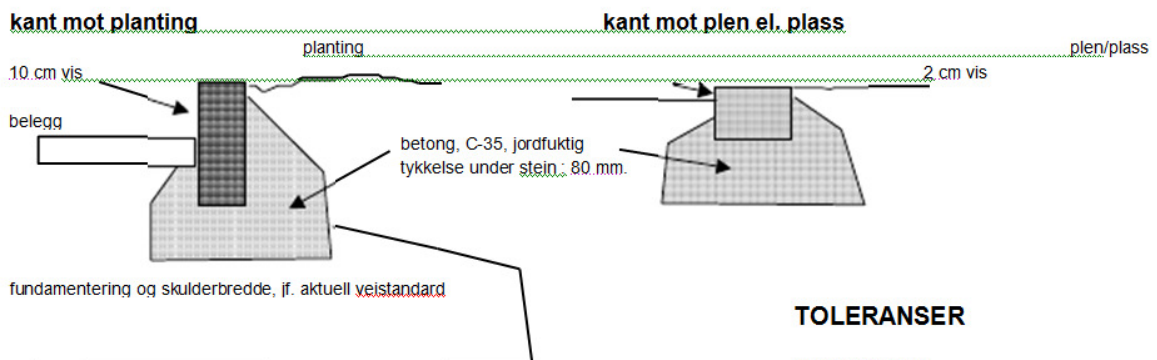 kant mot planting
kant mot plen el. plass
planting
plen/plass
10 cm vis
2 cm vis
belegg
betong, C-35, jordfuktig
tykkelse under stein : 80 mm.
fundamentering og skulderbredde, jf. aktuell veistandard
TOLERANSER